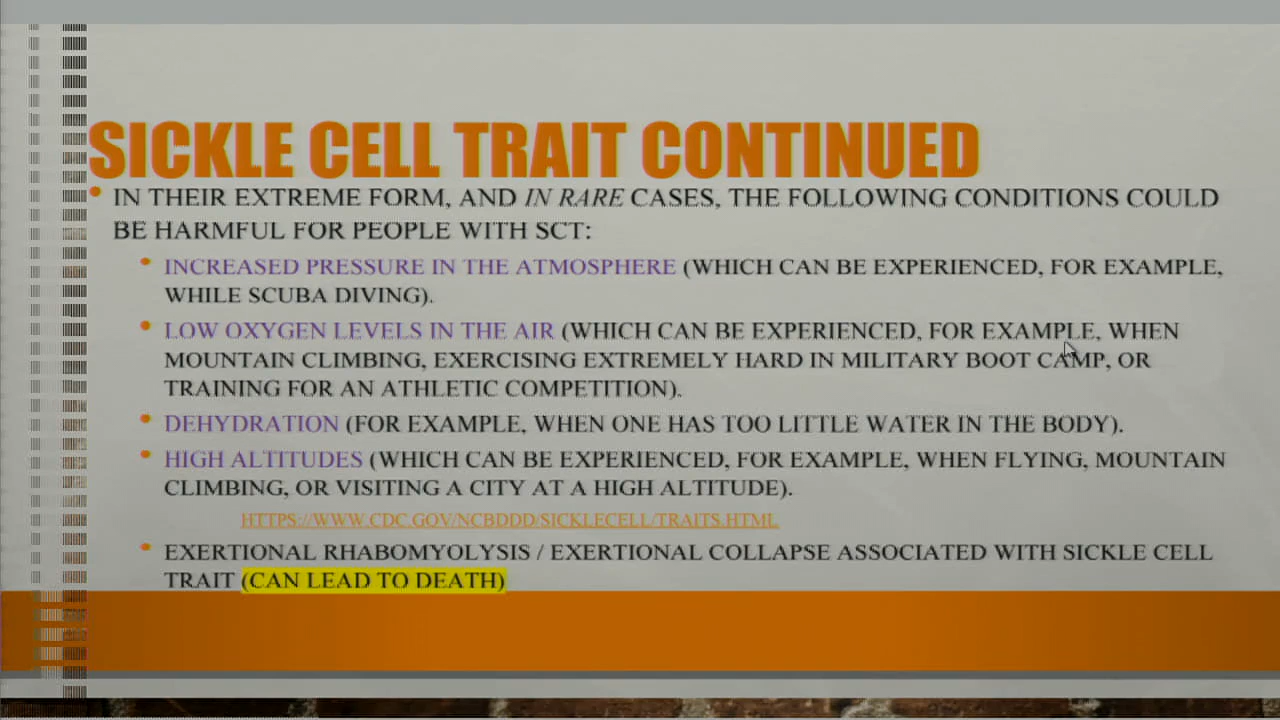 SICKLE CELL TRAIT CONTINUED
• IN THEIR EXTREME FORM, AND IN RARE CASES, THE FOLLOWING CONDITIONS COULD
BE HARMFUL FOR PEOPLE WITH SCT:
• INCREASED PRESSURE IN THE ATMOSPHERE (WHICH CAN BE EXPERIENCED, FOR EXAMPLE,
WHILE SCUBA DIVING).
• LOW OXYGEN LEVELS IN THE AIR (WHICH CAN BE EXPERIENCED, FOR EXAMPLE, WHEN
MOUNTAIN CLIMBING, EXERCISING EXTREMELY HARD IN MILITARY BOOT CAMP, OR
TRAINING FOR AN ATHLETIC COMPETITION).
• DEHYDRATION (FOR EXAMPLE, WHEN ONE HAS TOO LITTLE WATER IN THE BODY).
• HIGH ALTITUDES (WHICH CAN BE EXPERIENCED, FOR EXAMPLE, WHEN FLYING, MOUNTAIN
CLIMBING, OR VISITING A CITY AT A HIGH ALTITUDE).
HTTPS://WWW.CDC.GOV/NCBDDD/SICKLECELL/TRAITS.HTML
• EXERTIONAL RHABOMYOLYSIS / EXERTIONAL COLLAPSE ASSOCIATED WITH SICKLE CELL
TRAIT (CAN LEAD TO DEATH)